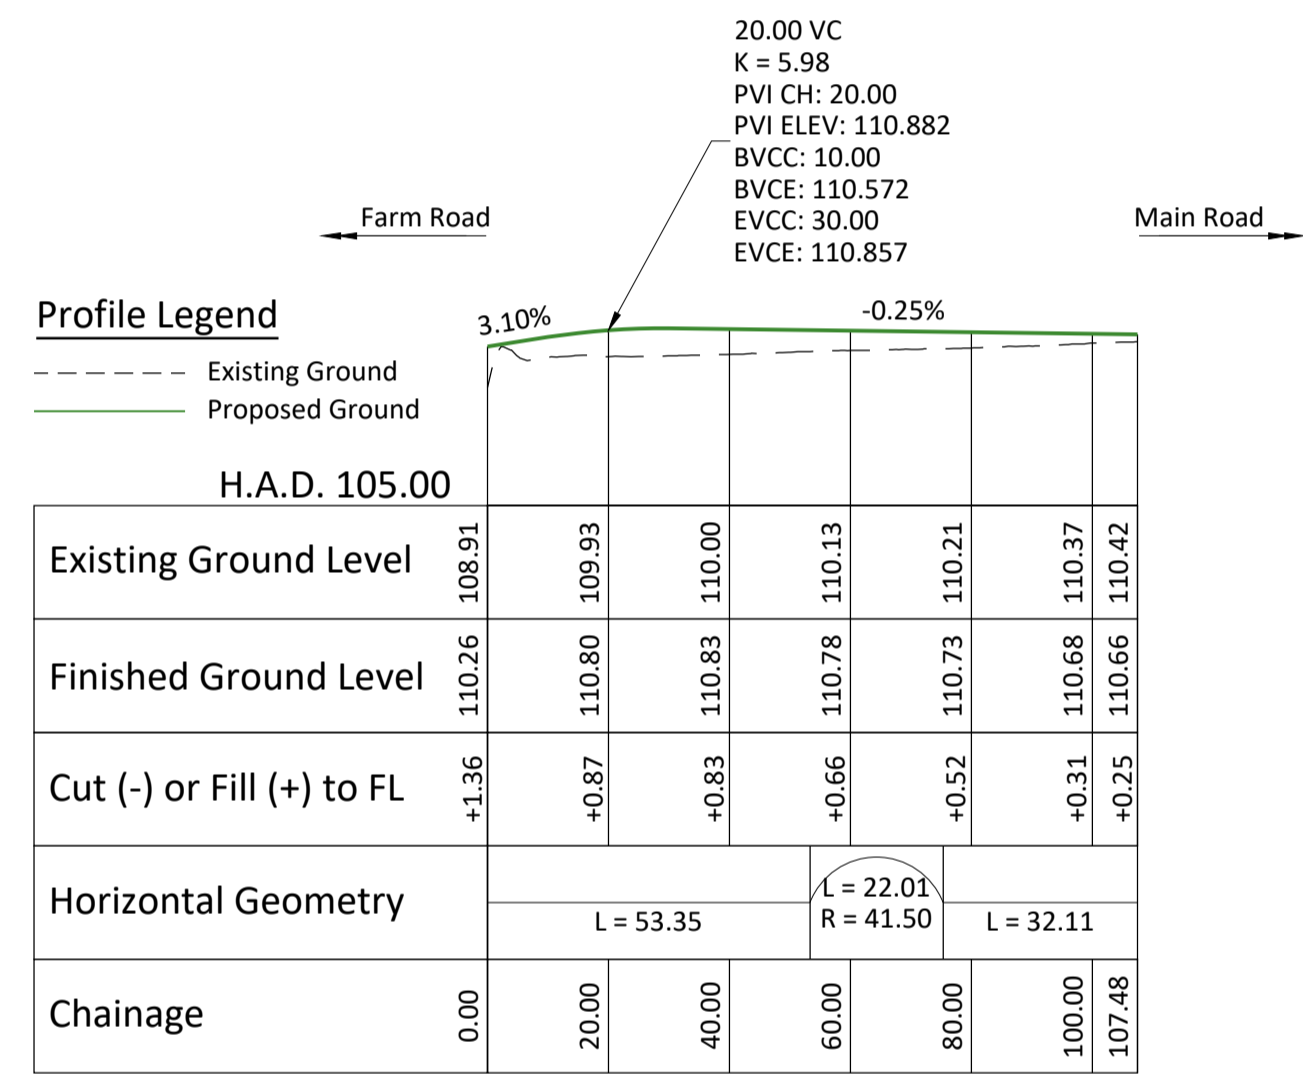 20.00 VC
K = 5.98
PVI CH: 20.00
PVI ELEV: 110.882
BVCC: 10.00
BVCE: 110.572
EVCC: 30.00
EVCE: 110.857
Farm Road
Main Road
Profile Legend
3.10%
-0.25%
Existing Ground
Proposed Ground
H.A.D. 105.00
Existing Ground Level 108.91 109.93 110.00 110.13 110.21 110.37 110.42
Finished Ground Level 110.26 110.80 110.83 110.78 110.73 110.68 110.66
Cut (-) or Fill (+) to FL +1.36 +0.87 +0.83 +0.66 +0.52 +0.31 +0.25
Horizontal Geometry
L = 53.35
L = 22.01
R = 41.50
L = 32.11
Chainage 0.00 20.00 40.00 60.00 80.00 100.00 107.48